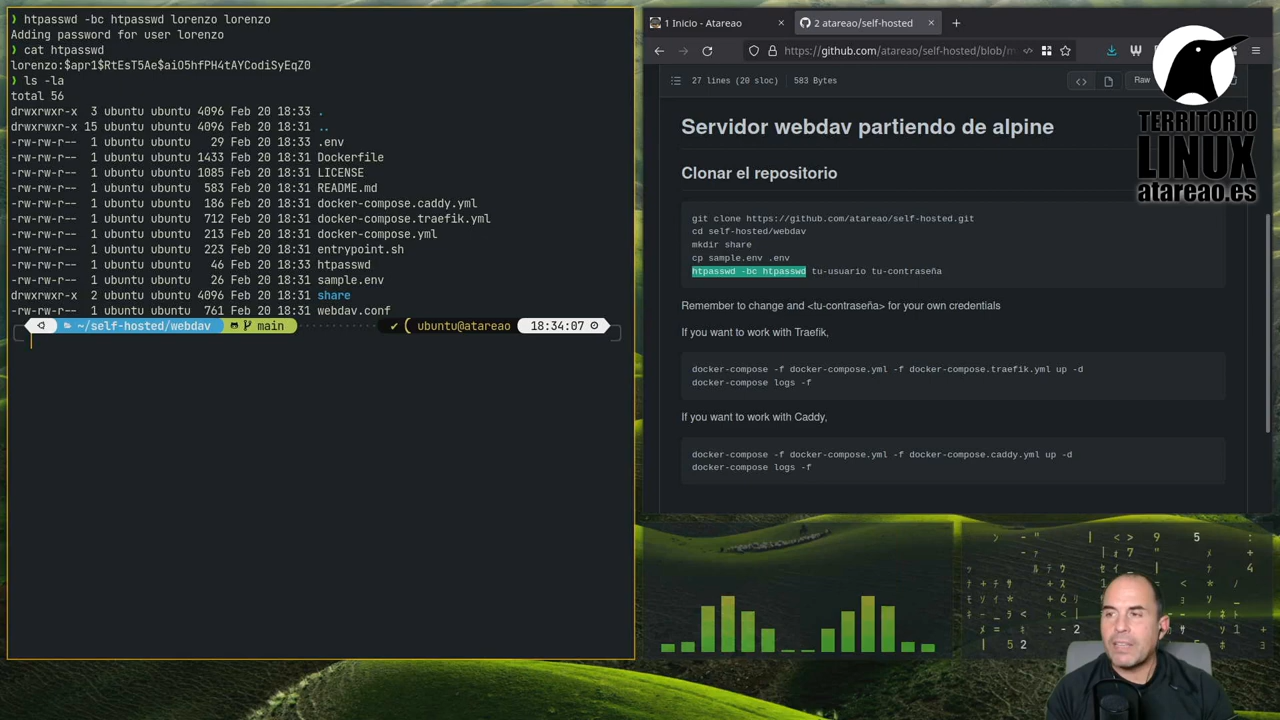 ❯ htpasswd -bc htpasswd lorenzo lorenzo
Adding password for user lorenzo
❯ cat htpasswd
lorenzo:$apr1$RtEsT5Ae$aiO5hfPH4tAYCodiSyEqZ0
❯ ls -la
total 56
drwxrwxr-x  3 ubuntu ubuntu 4096 Feb 20 18:33 .
drwxrwxr-x 15 ubuntu ubuntu 4096 Feb 20 18:31 ..
-rw-rw-r--  1 ubuntu ubuntu   29 Feb 20 18:33 .env
-rw-rw-r--  1 ubuntu ubuntu 1433 Feb 20 18:31 Dockerfile
-rw-rw-r--  1 ubuntu ubuntu 1085 Feb 20 18:31 LICENSE
-rw-rw-r--  1 ubuntu ubuntu  583 Feb 20 18:31 README.md
-rw-rw-r--  1 ubuntu ubuntu  186 Feb 20 18:31 docker-compose.caddy.yml
-rw-rw-r--  1 ubuntu ubuntu  712 Feb 20 18:31 docker-compose.traefik.yml
-rw-rw-r--  1 ubuntu ubuntu  213 Feb 20 18:31 docker-compose.yml
-rw-rw-r--  1 ubuntu ubuntu  223 Feb 20 18:31 entrypoint.sh
-rw-rw-r--  1 ubuntu ubuntu   46 Feb 20 18:33 htpasswd
-rw-rw-r--  1 ubuntu ubuntu   26 Feb 20 18:31 sample.env
drwxrwxr-x  2 ubuntu ubuntu 4096 Feb 20 18:31 share
-rw-rw-r--  1 ubuntu ubuntu  761 Feb 20 18:31 webdav.conf
~/self-hosted/webdav main ✔ ubuntu@atareao 18:34:07
1 Inicio - Atareao
2 atareao/self-hosted
https://github.com/atareao/self-hosted/blob/m
27 lines (20 sloc) 583 Bytes
Raw
Servidor webdav partiendo de alpine
Clonar el repositorio
git clone https://github.com/atareao/self-hosted.git
cd self-hosted/webdav
mkdir share
cp sample.env .env
htpasswd -bc htpasswd tu-usuario tu-contraseña
Remember to change and <tu-contraseña> for your own credentials
If you want to work with Traefik,
docker-compose -f docker-compose.yml -f docker-compose.traefik.yml up -d
docker-compose logs -f
If you want to work with Caddy,
docker-compose -f docker-compose.yml -f docker-compose.caddy.yml up -d
docker-compose logs -f
TERRITORIO
LINUX
atareao.es